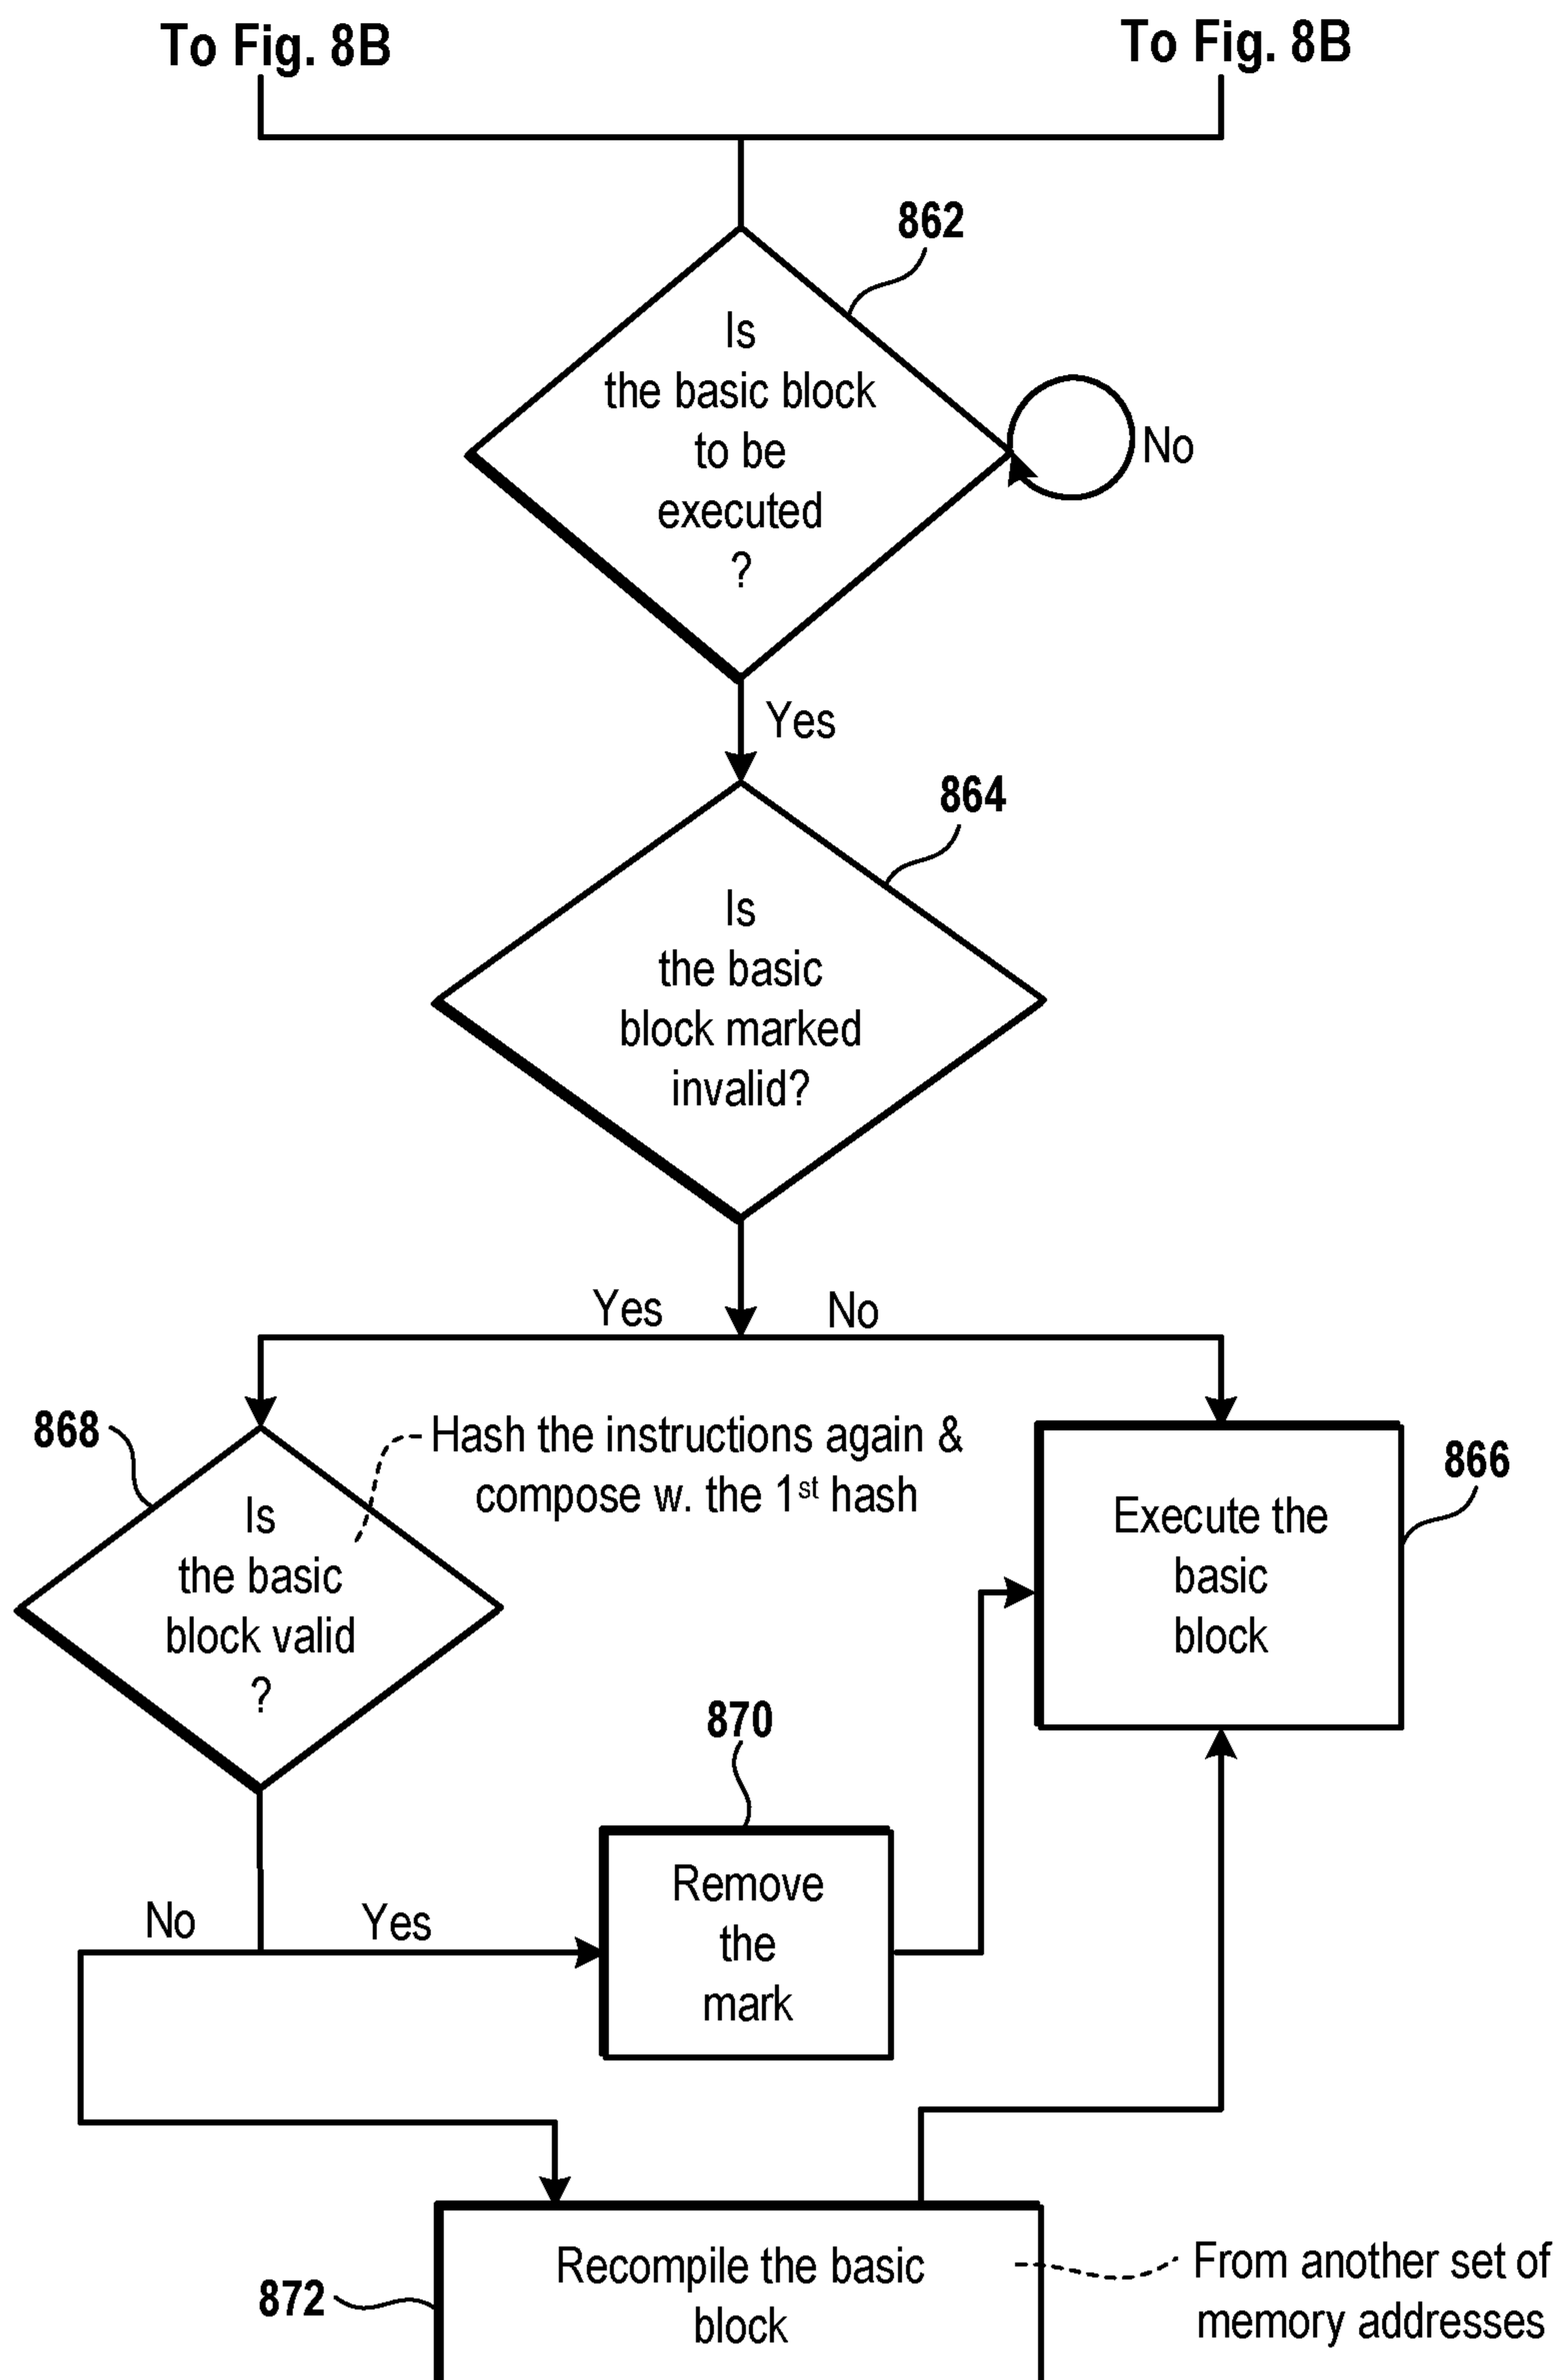 To Fig. 8B
To Fig. 8B
862
Is
the basic block
to be
executed
?
No
Yes
864
Is
the basic
block marked
invalid?
Yes
No
868
Hash the instructions again &
compose w. the 1st hash
Is
the basic
block valid
?
866
Execute the
basic
block
870
Remove
the
mark
No
Yes
872
Recompile the basic
block
From another set of
memory addresses